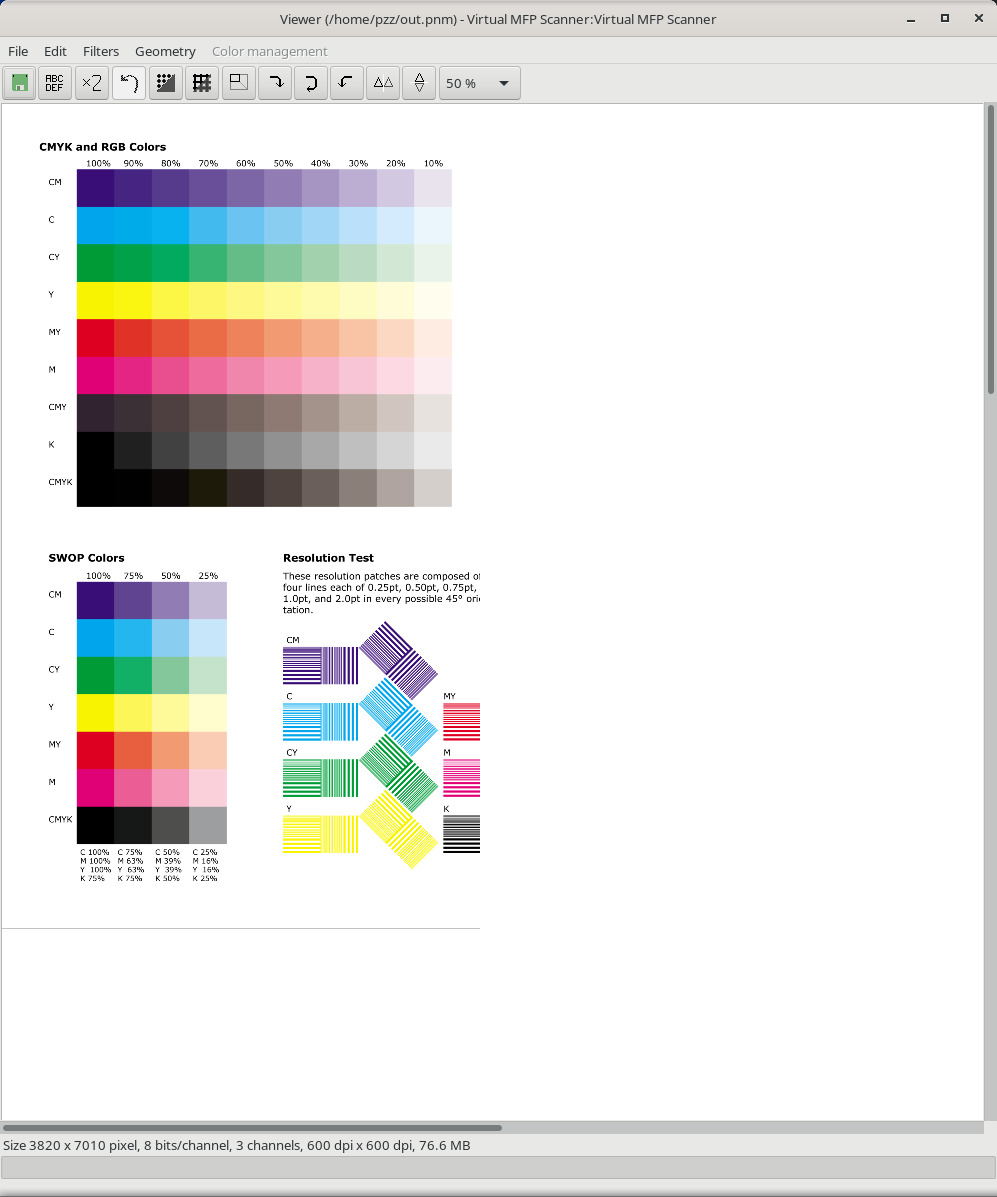 Viewer (/home/pzz/out.pnm) - Virtual MFP Scanner:Virtual MFP Scanner
File Edit Filters Geometry Color management
ABC DEF ×2 50 %
CMYK and RGB Colors
100% 90% 80% 70% 60% 50% 40% 30% 20% 10%
CM
C
CY
Y
MY
M
CMY
K
CMYK
SWOP Colors
100% 75% 50% 25%
CM
C
CY
Y
MY
M
CMYK
C 100% C 75% C 50% C 25%
M 100% M 63% M 39% M 16%
Y 100% Y 63% Y 39% Y 16%
K 75% K 75% K 50% K 25%
Resolution Test
These resolution patches are composed of
four lines each of 0.25pt, 0.50pt, 0.75pt,
1.0pt, and 2.0pt in every possible 45° orie
tation.
CM
C MY
CY M
Y K
Size 3820 x 7010 pixel, 8 bits/channel, 3 channels, 600 dpi x 600 dpi, 76.6 MB